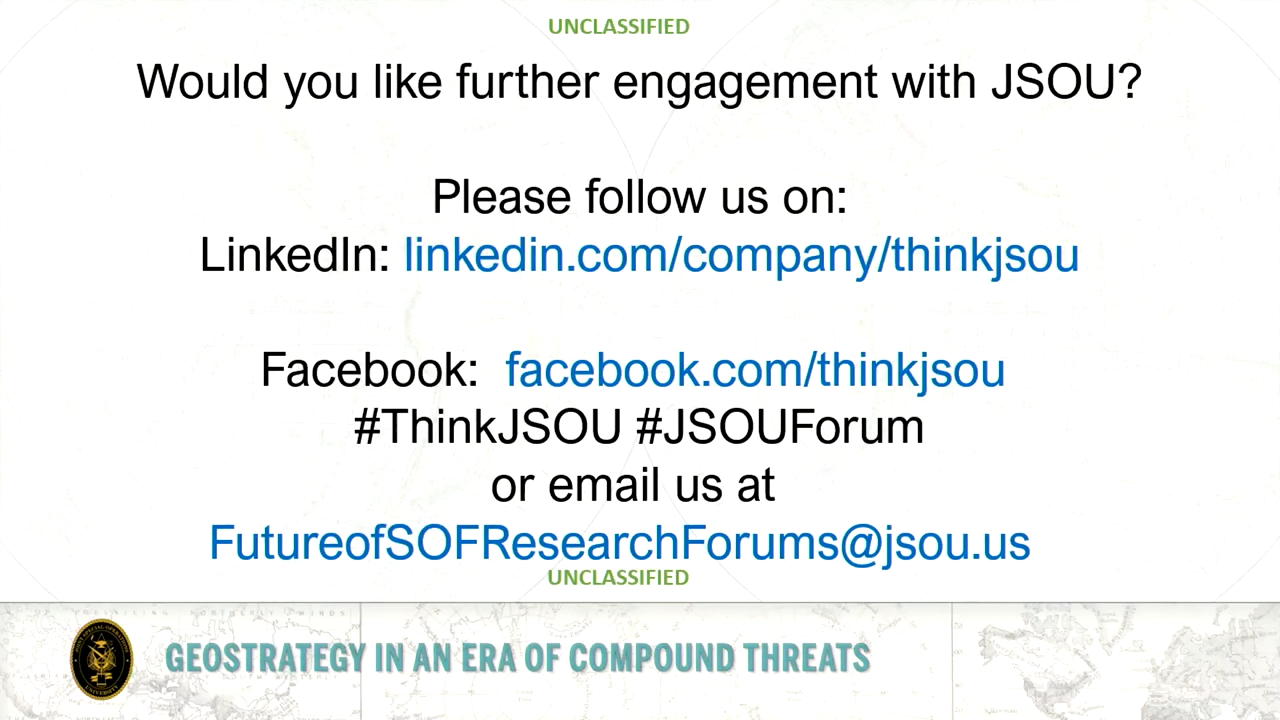 UNCLASSIFIED
Would you like further engagement with JSOU?
Please follow us on:
LinkedIn: linkedin.com/company/thinkjsou
Facebook: facebook.com/thinkjsou
#ThinkJSOU #JSOUForum
or email us at
FutureofSOFResearchForums@jsou.us
UNCLASSIFIED
GEOSTRATEGY IN AN ERA OF COMPOUND THREATS